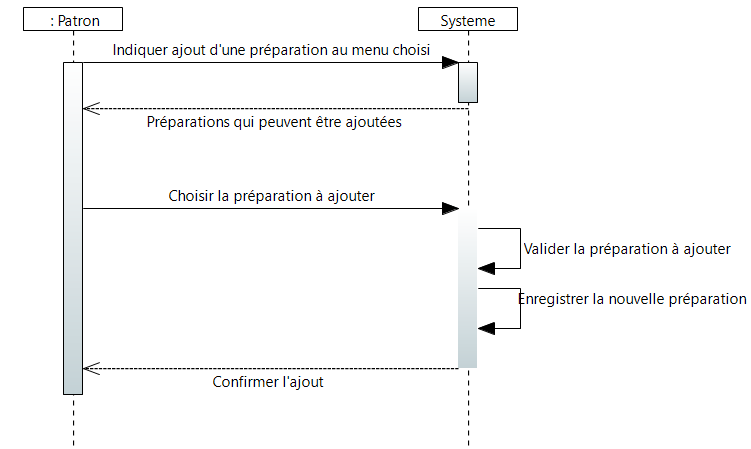 : Patron
Systeme
Indiquer ajout d'une préparation au menu choisi
Préparations qui peuvent être ajoutées
Choisir la préparation à ajouter
Valider la préparation à ajouter
Enregistrer la nouvelle préparation
Confirmer l'ajout